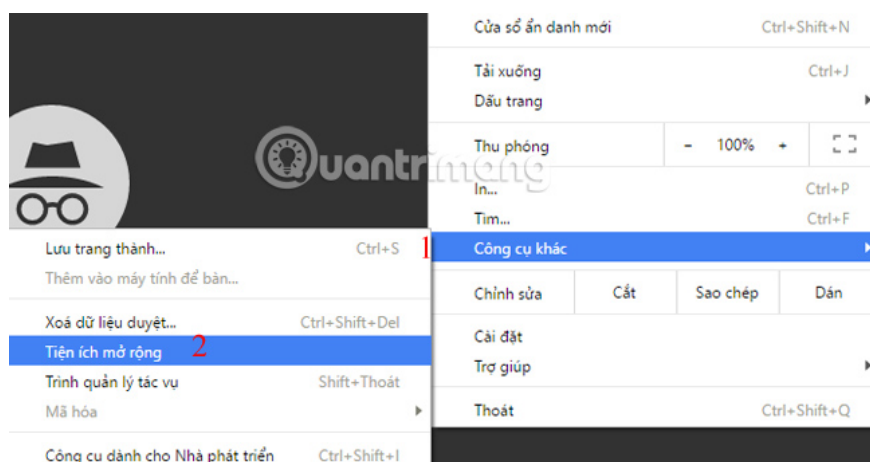 Cửa sổ ẩn danh mới Ctrl+Shift+N
Tải xuống Ctrl+J
Dấu trang
Thu phóng - 100% +
Quantrimang
In... Ctrl+P
Tìm... Ctrl+F
1 Công cụ khác
Chỉnh sửa Cắt Sao chép Dán
Cài đặt
Trợ giúp
Thoát Ctrl+Shift+Q
Lưu trang thành... Ctrl+S
Thêm vào máy tính để bàn...
Xoá dữ liệu duyệt... Ctrl+Shift+Del
Tiện ích mở rộng 2
Trình quản lý tác vụ Shift+Thoát
Mã hóa
Công cụ dành cho Nhà phát triển Ctrl+Shift+I